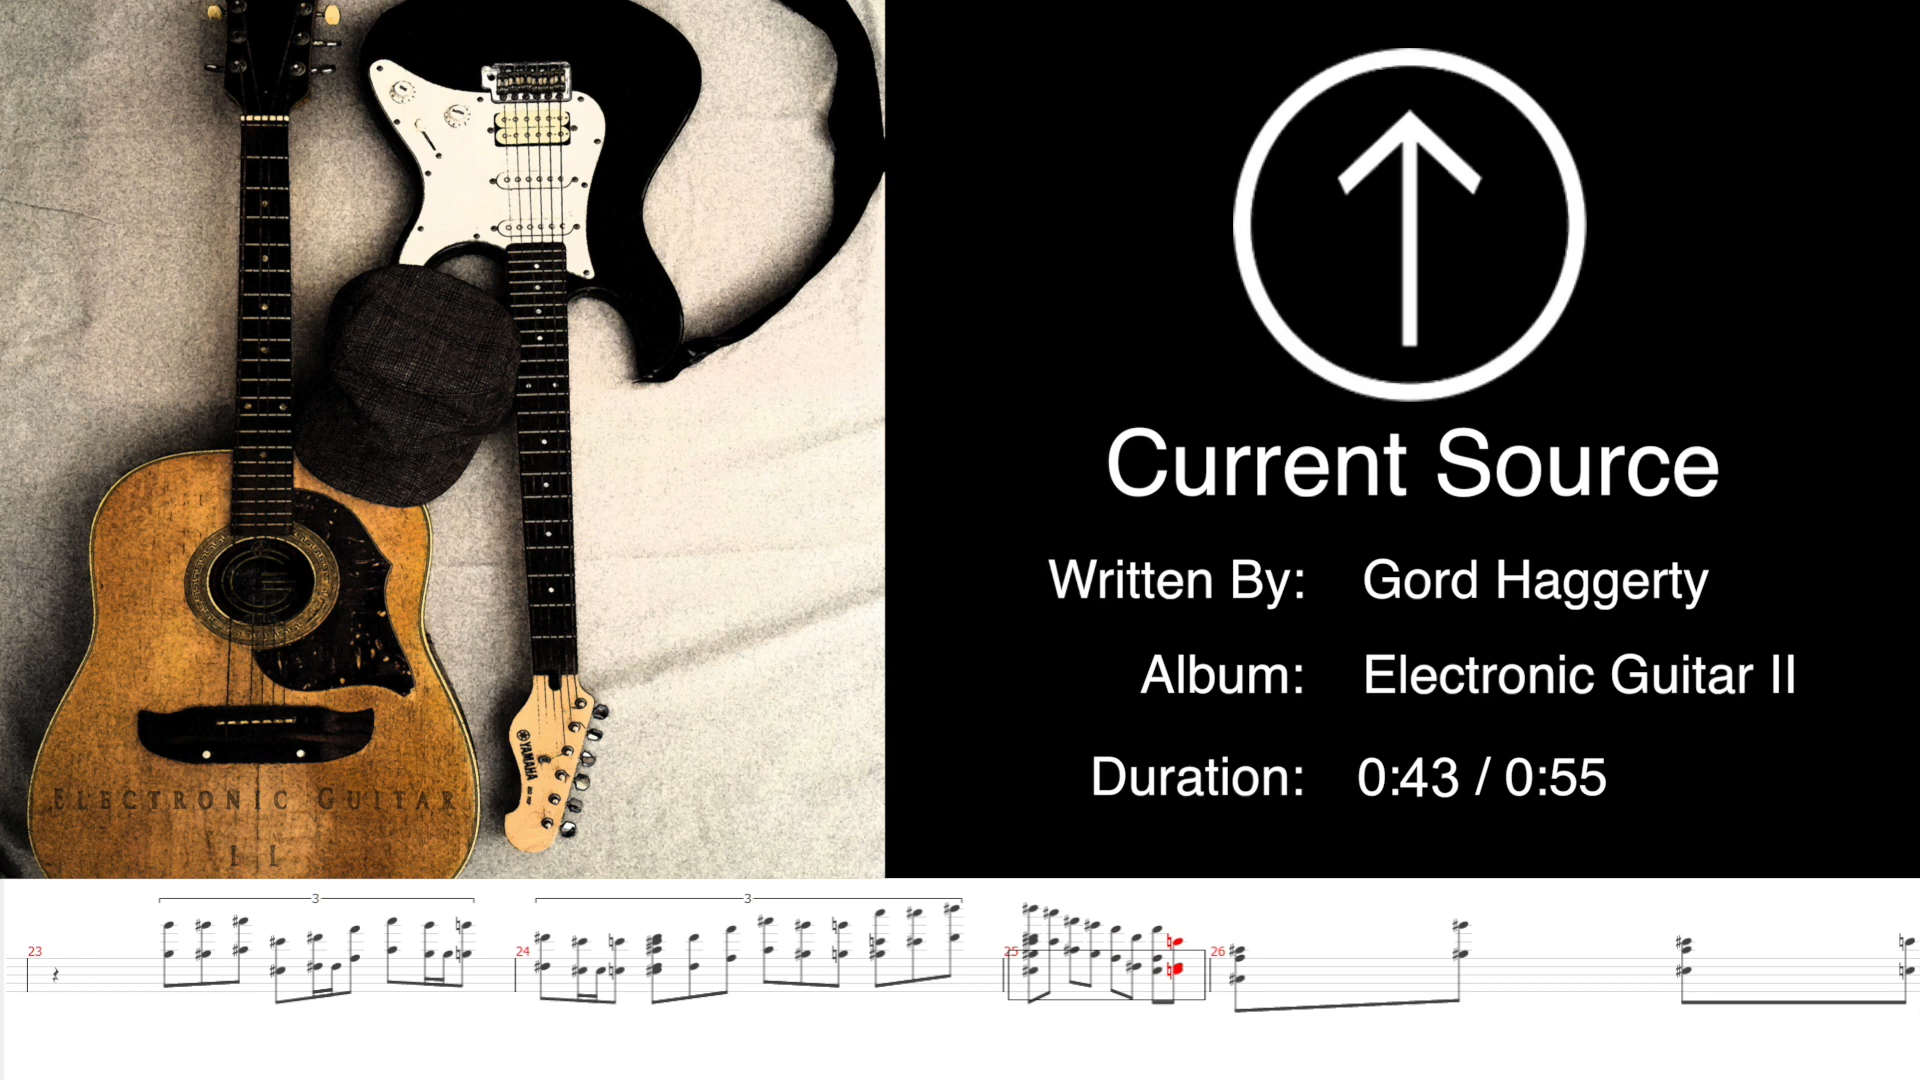 YAMAHA
ELECTRONIC GUITAR
II
Current Source
Written By: Gord Haggerty
Album: Electronic Guitar II
Duration: 0:43 / 0:55
3
3
23
24
25
26